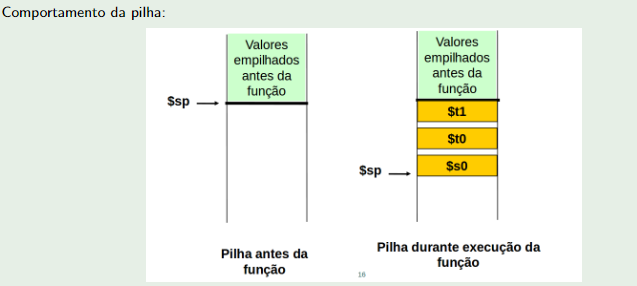 Comportamento da pilha:
Valores
empilhados
antes da
função
$sp
Pilha antes da
função
Valores
empilhados
antes da
função
$t1
$t0
$s0
$sp
Pilha durante execução da
função
16